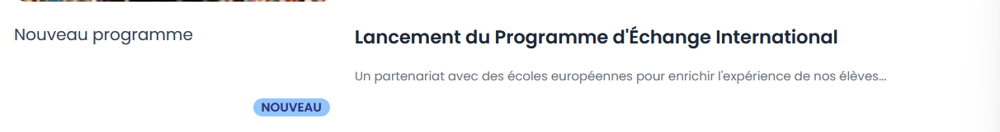 Nouveau programme
NOUVEAU
Lancement du Programme d'Échange International
Un partenariat avec des écoles européennes pour enrichir l'expérience de nos élèves...